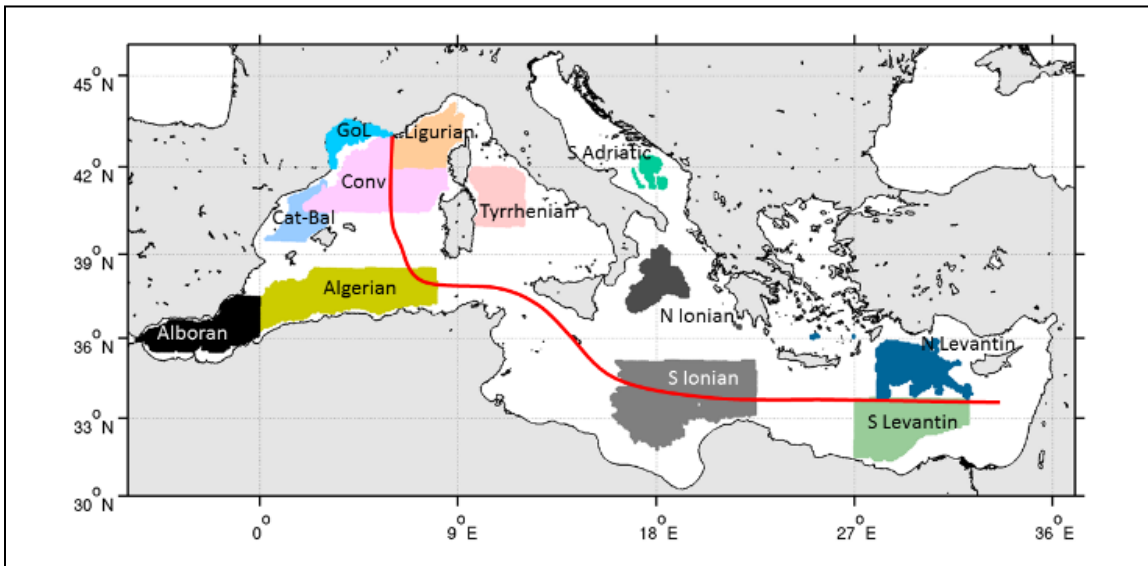 45° N
42° N
39° N
36° N
33° N
30° N
GoL
Ligurian
S Adriatic
Conv
Cat-Bal
Tyrrhenian
Algerian
N Ionian
Alboran
N Levantin
S Ionian
S Levantin
0°
9° E
18° E
27° E
36° E